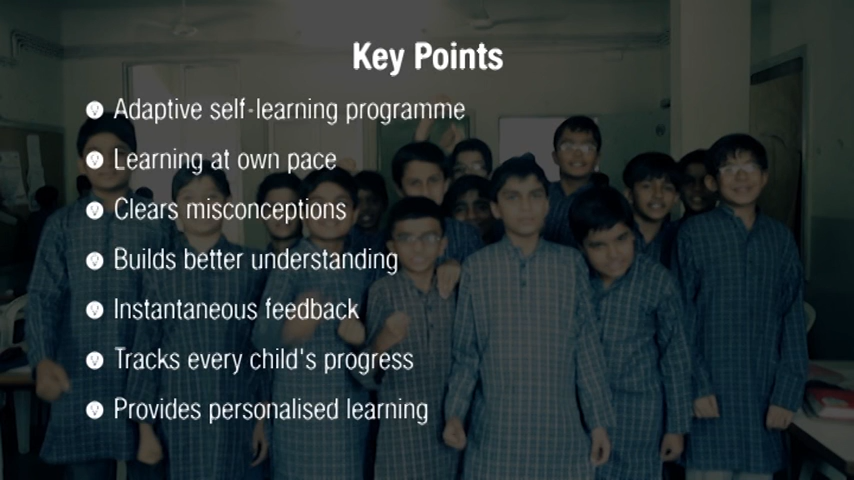 Key Points
Adaptive self-learning programme
Learning at own pace
Clears misconceptions
Builds better understanding
Instantaneous feedback
Tracks every child's progress
Provides personalised learning